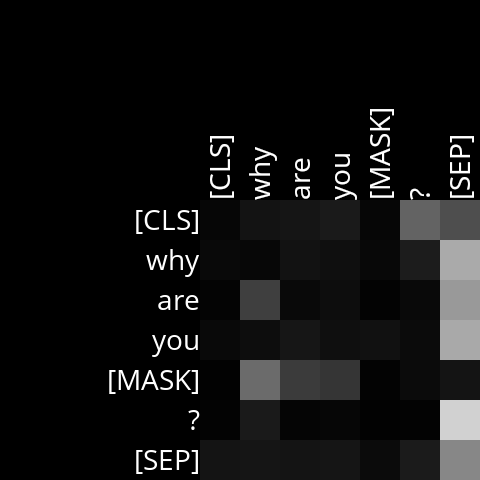 [CLS] why are you [MASK] ? [SEP]
[CLS]
why
are
you
[MASK]
?
[SEP]